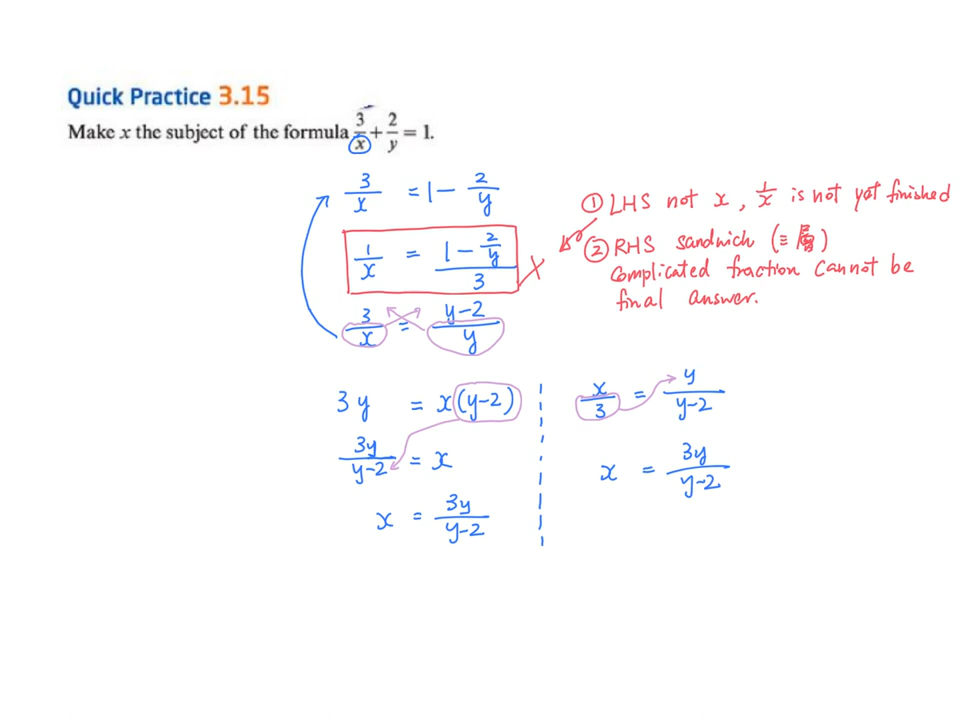 Quick Practice 3.15
Make x the subject of the formula 3/x + 2/y = 1.
3/x = 1 - 2/y
1/x = (1 - 2/y)/3 ×
① LHS not x, 1/x is not yet finished
② RHS sandwich (三層)
complicated fraction cannot be
final answer.
3/x = (y-2)/y
3y = x(y-2)
3y/(y-2) = x
x = 3y/(y-2)
x/3 = y/(y-2)
x = 3y/(y-2)